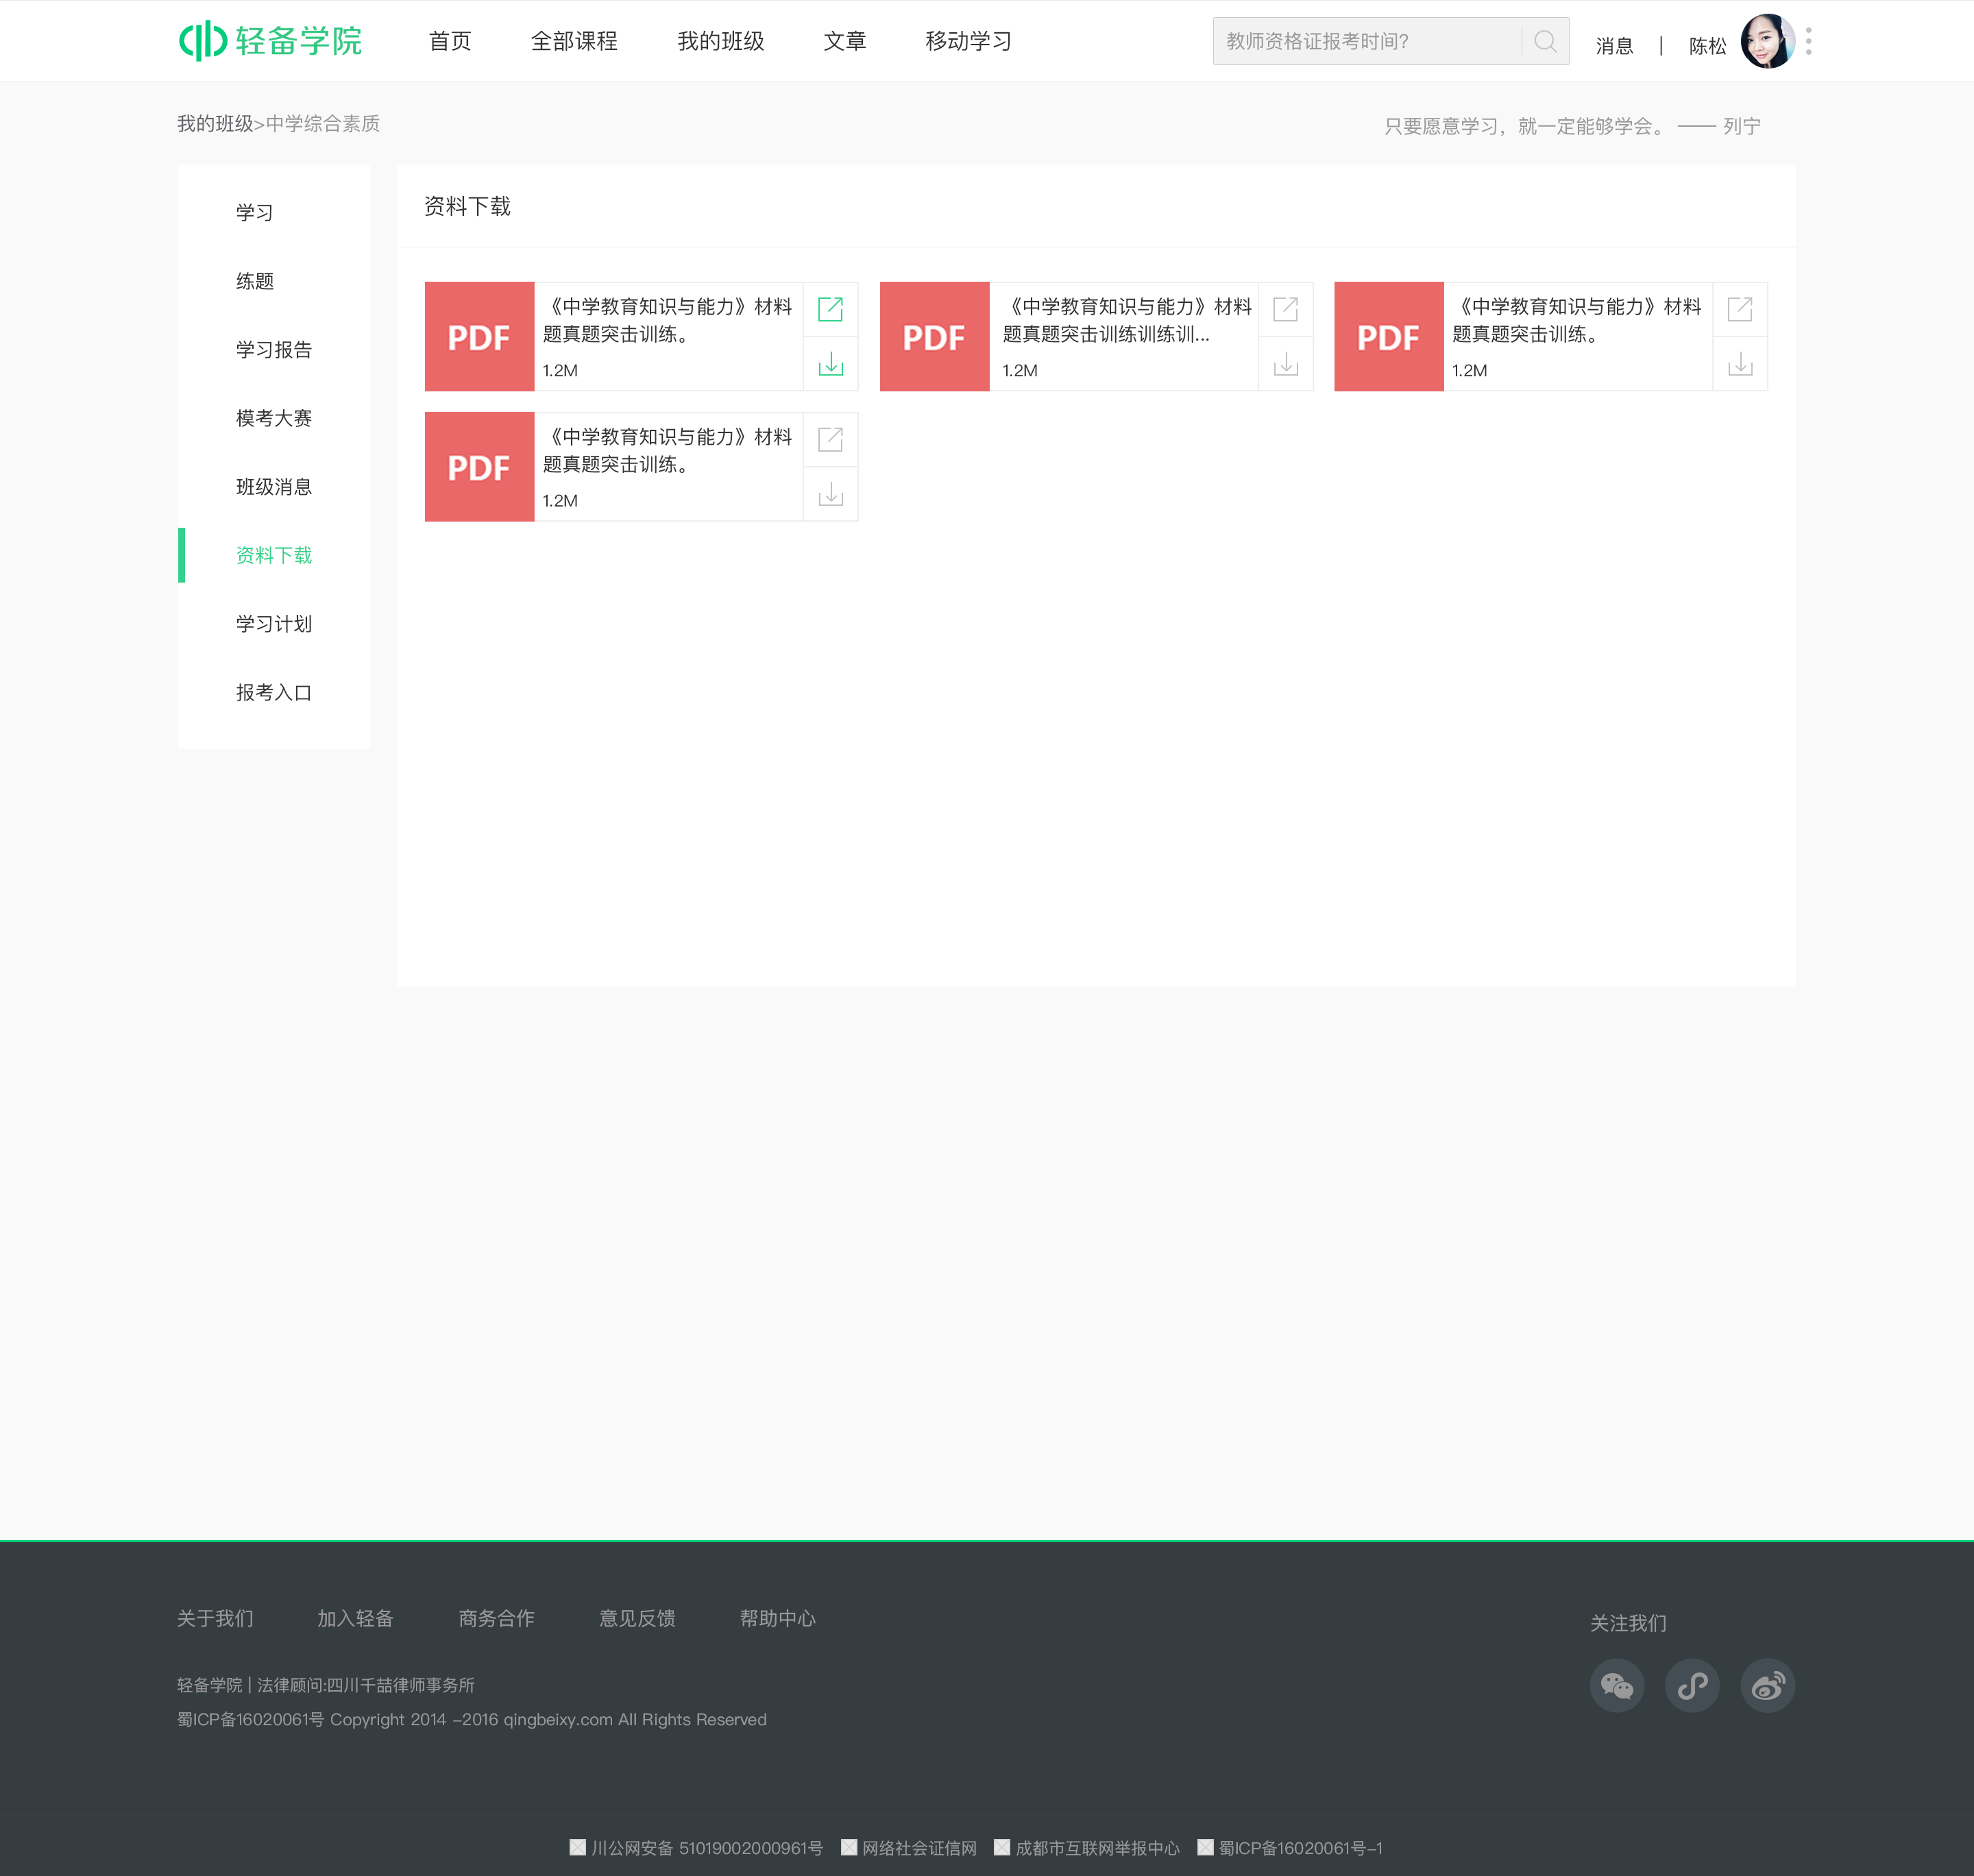 轻备学院
首页 全部课程 我的班级 文章 移动学习
教师资格证报考时间?
消息 | 陈松
我的班级>中学综合素质
只要愿意学习，就一定能够学会。 —— 列宁
学习
练题
学习报告
模考大赛
班级消息
资料下载
学习计划
报考入口
资料下载
PDF
《中学教育知识与能力》材料
题真题突击训练。
1.2M
PDF
《中学教育知识与能力》材料
题真题突击训练训练训...
1.2M
PDF
《中学教育知识与能力》材料
题真题突击训练。
1.2M
PDF
《中学教育知识与能力》材料
题真题突击训练。
1.2M
关于我们 加入轻备 商务合作 意见反馈 帮助中心
关注我们
轻备学院 | 法律顾问:四川千喆律师事务所
蜀ICP备16020061号 Copyright 2014 -2016 qingbeixy.com All Rights Reserved
川公网安备 51019002000961号 网络社会证信网 成都市互联网举报中心 蜀ICP备16020061号-1